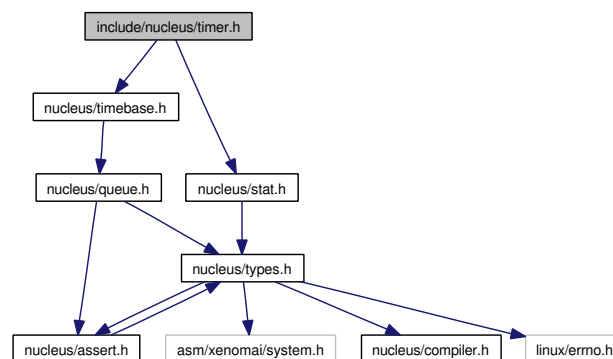 include/nucleus/timer.h
nucleus/timebase.h
nucleus/queue.h
nucleus/stat.h
nucleus/types.h
nucleus/assert.h
asm/xenomai/system.h
nucleus/compiler.h
linux/errno.h